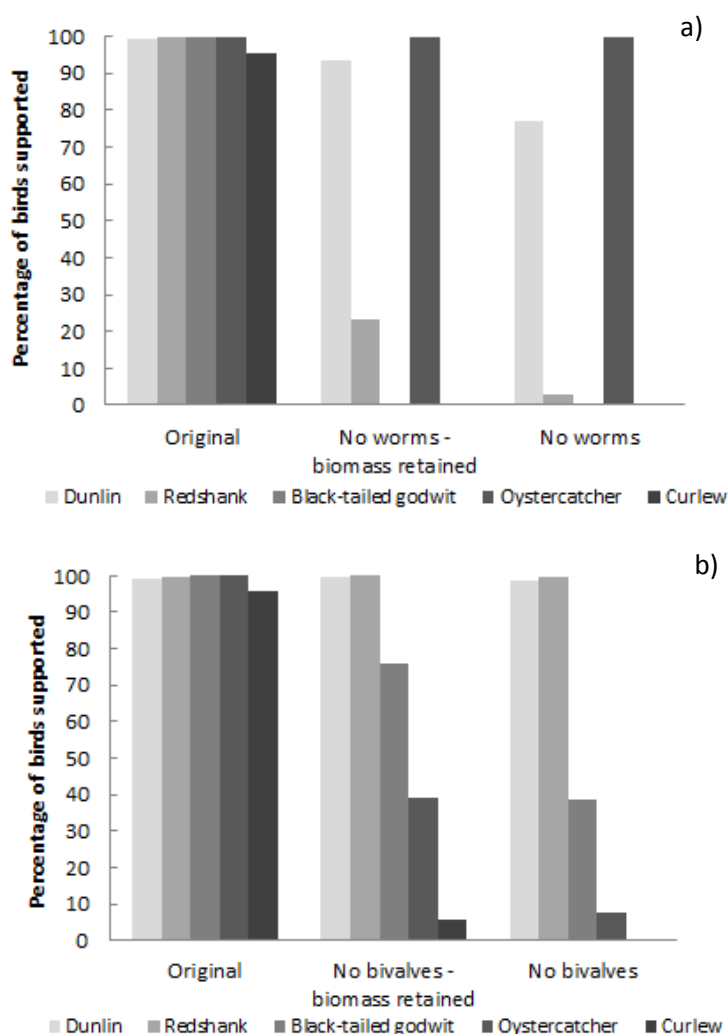 a)
Percentage of birds supported
100
90
80
70
60
50
40
30
20
10
0
Original
No worms -
biomass retained
No worms
Dunlin Redshank Black-tailed godwit Oystercatcher Curlew
b)
Percentage of birds supported
100
90
80
70
60
50
40
30
20
10
0
Original
No bivalves -
biomass retained
No bivalves
Dunlin Redshank Black-tailed godwit Oystercatcher Curlew